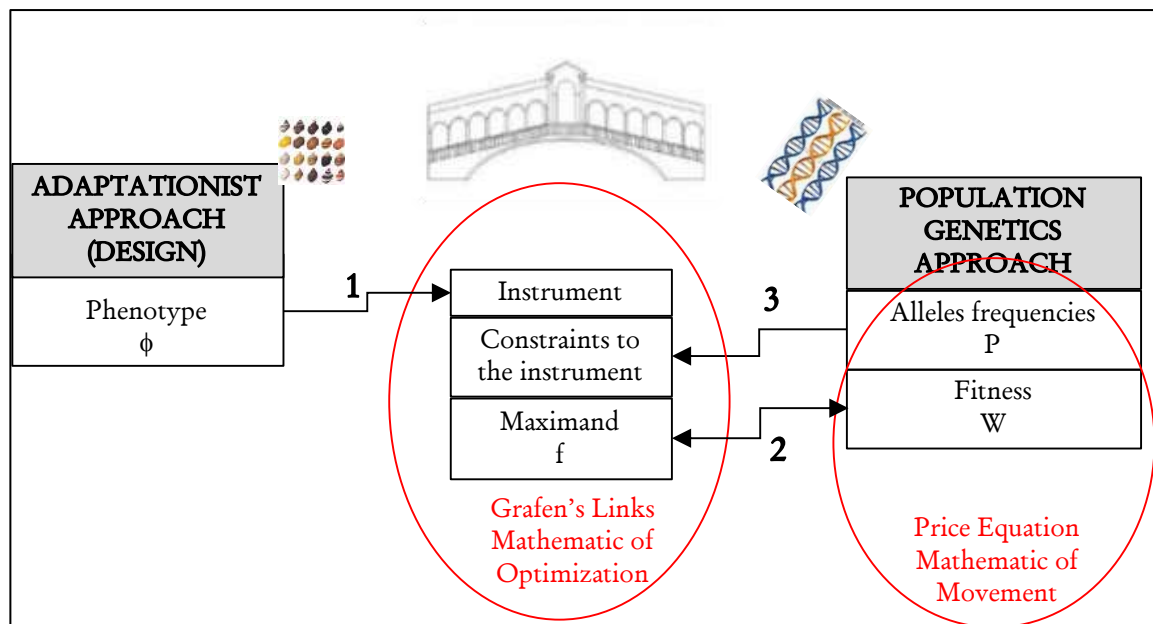 ADAPTATIONIST
APPROACH
(DESIGN)
Phenotype
ϕ
1
Instrument
Constraints to
the instrument
Maximand
f
Grafen's Links
Mathematic of
Optimization
3
2
POPULATION
GENETICS
APPROACH
Alleles frequencies
P
Fitness
W
Price Equation
Mathematic of
Movement